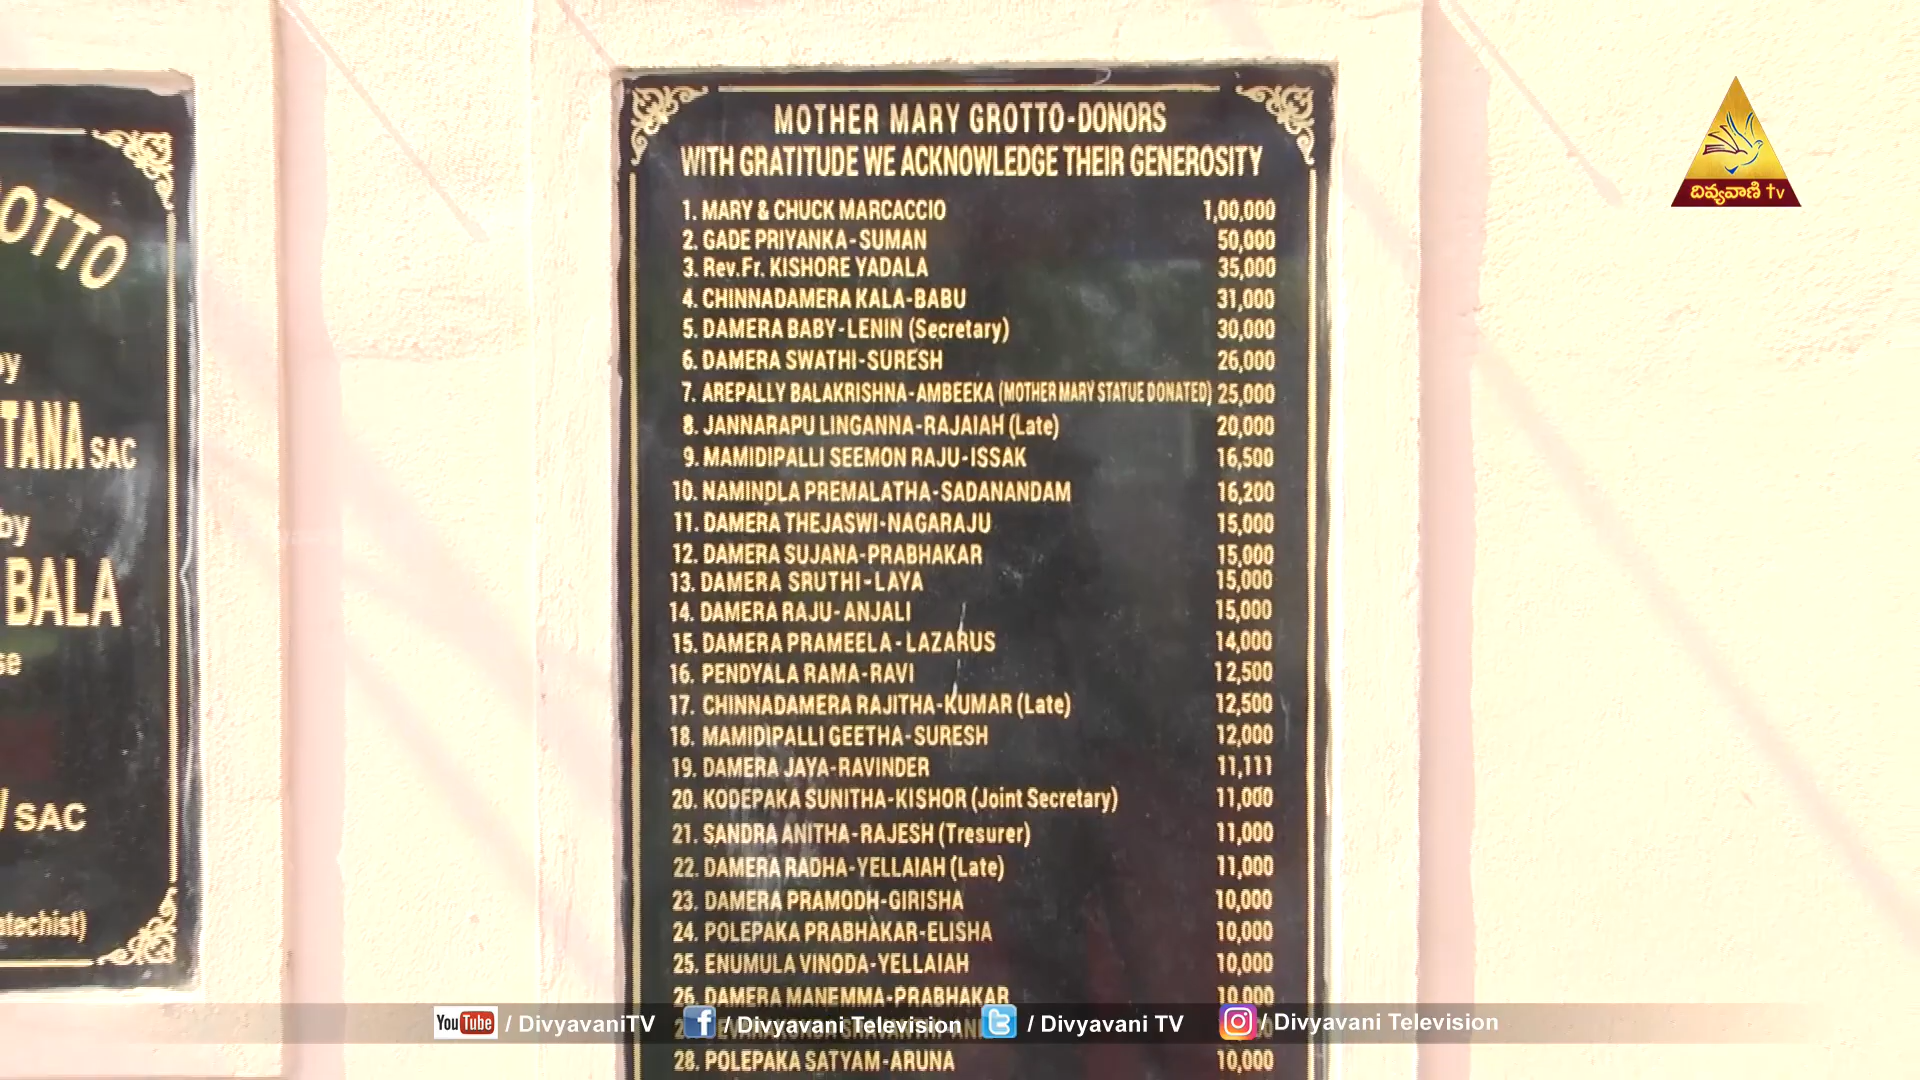 OTTO
by
TANA SAC
by
BALA
se
SAC
atechist)
MOTHER MARY GROTTO-DONORS
WITH GRATITUDE WE ACKNOWLEDGE THEIR GENEROSITY
1. MARY & CHUCK MARCACCIO 1,00,000
2. GADE PRIYANKA-SUMAN 50,000
3. Rev.Fr. KISHORE YADALA 35,000
4. CHINNADAMERA KALA-BABU 31,000
5. DAMERA BABY-LENIN (Secretary) 30,000
6. DAMERA SWATHI-SURESH 26,000
7. AREPALLY BALAKRISHNA-AMBEEKA (MOTHER MARY STATUE DONATED) 25,000
8. JANNARAPU LINGANNA-RAJAIAH (Late) 20,000
9. MAMIDIPALLI SEEMON RAJU-ISSAK 16,500
10. NAMINDLA PREMALATHA-SADANANDAM 16,200
11. DAMERA THEJASWI-NAGARAJU 15,000
12. DAMERA SUJANA-PRABHAKAR 15,000
13. DAMERA SRUTHI-LAYA 15,000
14. DAMERA RAJU-ANJALI 15,000
15. DAMERA PRAMEELA-LAZARUS 14,000
16. PENDYALA RAMA-RAVI 12,500
17. CHINNADAMERA RAJITHA-KUMAR (Late) 12,500
18. MAMIDIPALLI GEETHA-SURESH 12,000
19. DAMERA JAYA-RAVINDER 11,111
20. KODEPAKA SUNITHA-KISHOR (Joint Secretary) 11,000
21. SANDRA ANITHA-RAJESH (Tresurer) 11,000
22. DAMERA RADHA-YELLAIAH (Late) 11,000
23. DAMERA PRAMODH-GIRISHA 10,000
24. POLEPAKA PRABHAKAR-ELISHA 10,000
25. ENUMULA VINODA-YELLAIAH 10,000
26. DAMERA MANEMMA-PRABHAKAR 10,000
28. POLEPAKA SATYAM-ARUNA 10,000
దివ్యవాణి tv
YouTube / DivyavaniTV f / Divyavani Television / Divyavani TV / Divyavani Television